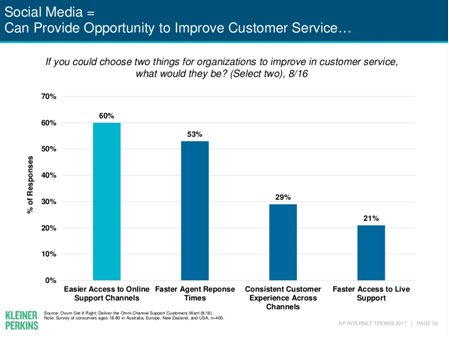 Social Media =
Can Provide Opportunity to Improve Customer Service…
If you could choose two things for organizations to improve in customer service,
what would they be? (Select two), 8/16
70%
60%
50%
40%
30%
20%
10%
0%
% of Responses
60%
53%
29%
21%
Easier Access to Online
Support Channels
Faster Agent Reponse
Times
Consistent Customer
Experience Across
Channels
Faster Access to Live
Support
KLEINER
PERKINS
Source: Ovum Get It Right: Deliver the Omni-Channel Support Customers Want (8/16)
Note: Survey of consumers ages 18-80 in Australia, Europe, New Zealand, and USA, n=400.
KP INTERNET TRENDS 2017 | PAGE 53